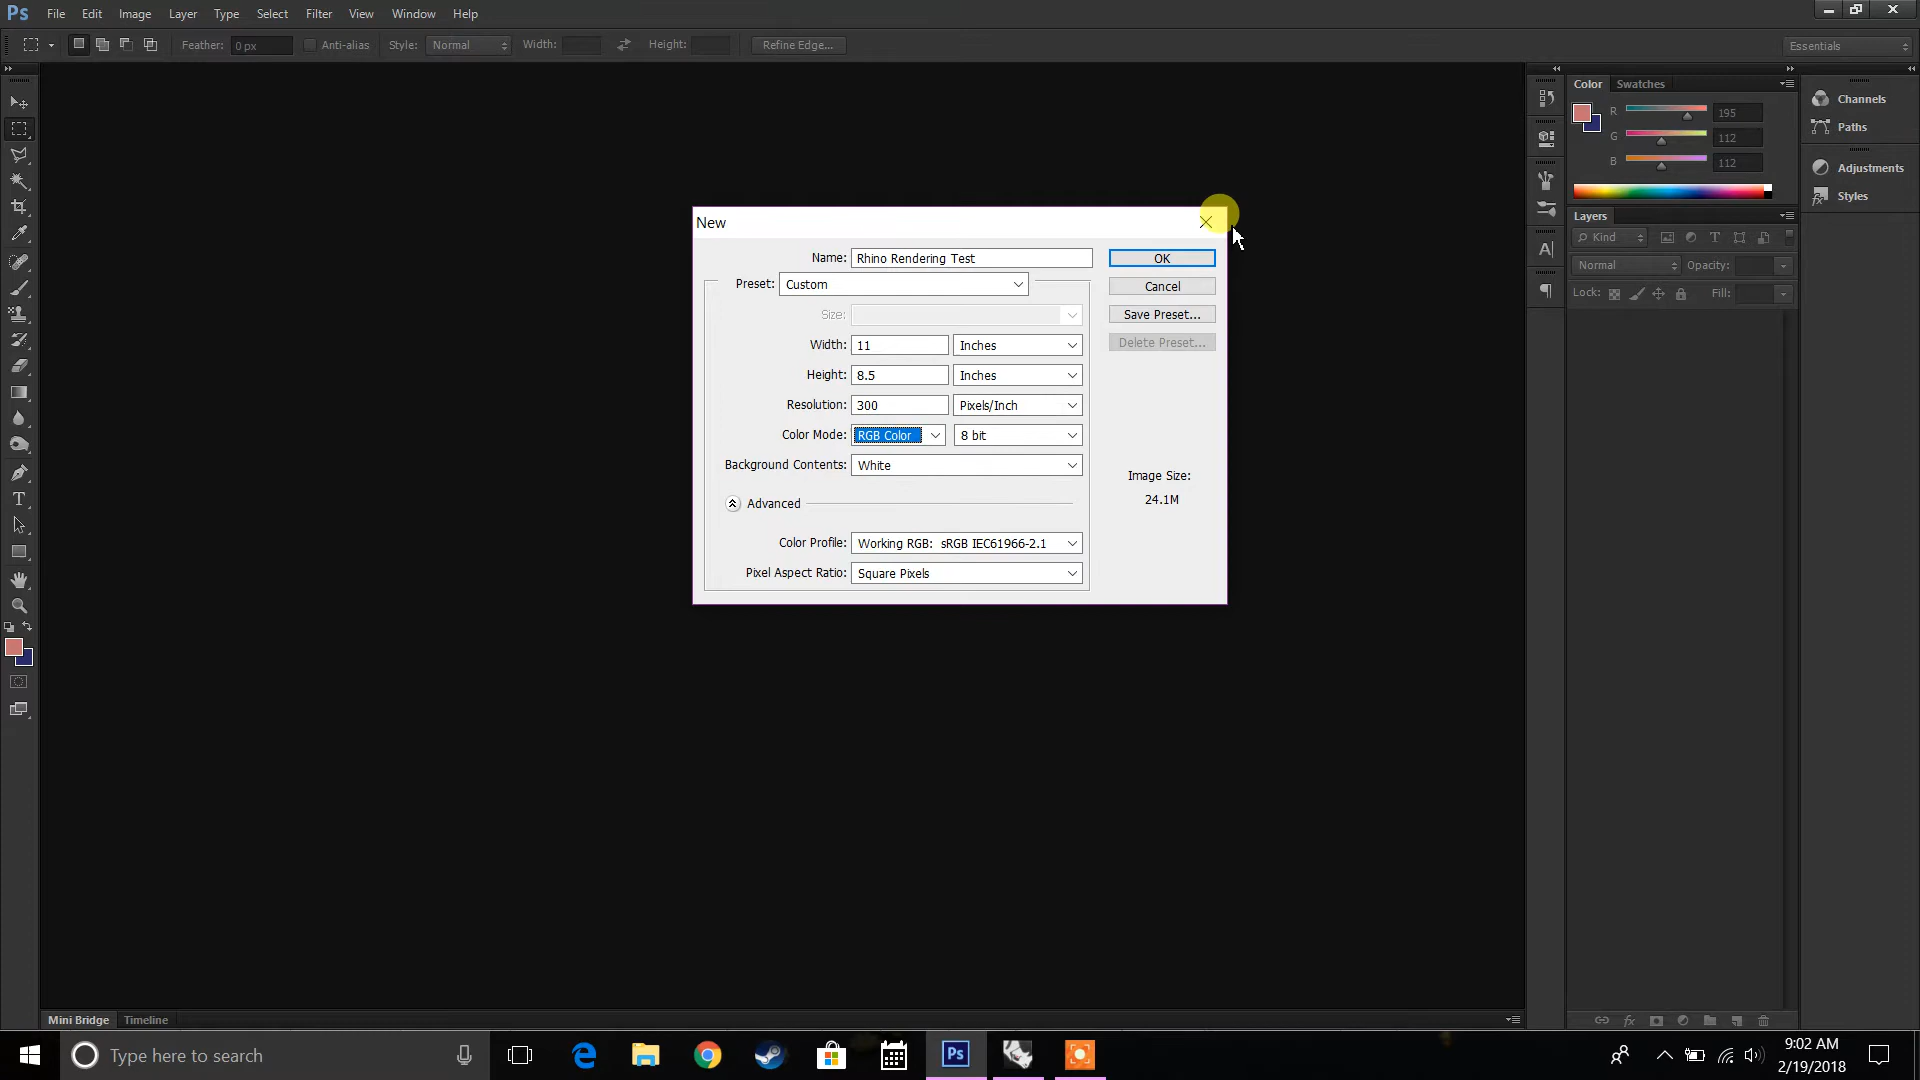 Ps File Edit Image Layer Type Select Filter View Window Help
Feather: 0 px Anti-alias Style: Normal Width: Height: Refine Edge... Essentials
Color Swatches
R 195
G 112
B 112
Channels
Paths
Adjustments
Styles
Layers
Kind
Normal Opacity:
Lock: Fill:
New
Name: Rhino Rendering Test OK
Preset: Custom Cancel
Size: Save Preset...
Width: 11 Inches Delete Preset...
Height: 8.5 Inches
Resolution: 300 Pixels/Inch
Color Mode: RGB Color 8 bit
Background Contents: White
Image Size:
24.1M
Advanced
Color Profile: Working RGB: sRGB IEC61966-2.1
Pixel Aspect Ratio: Square Pixels
Mini Bridge Timeline
Type here to search
Ps
9:02 AM
2/19/2018